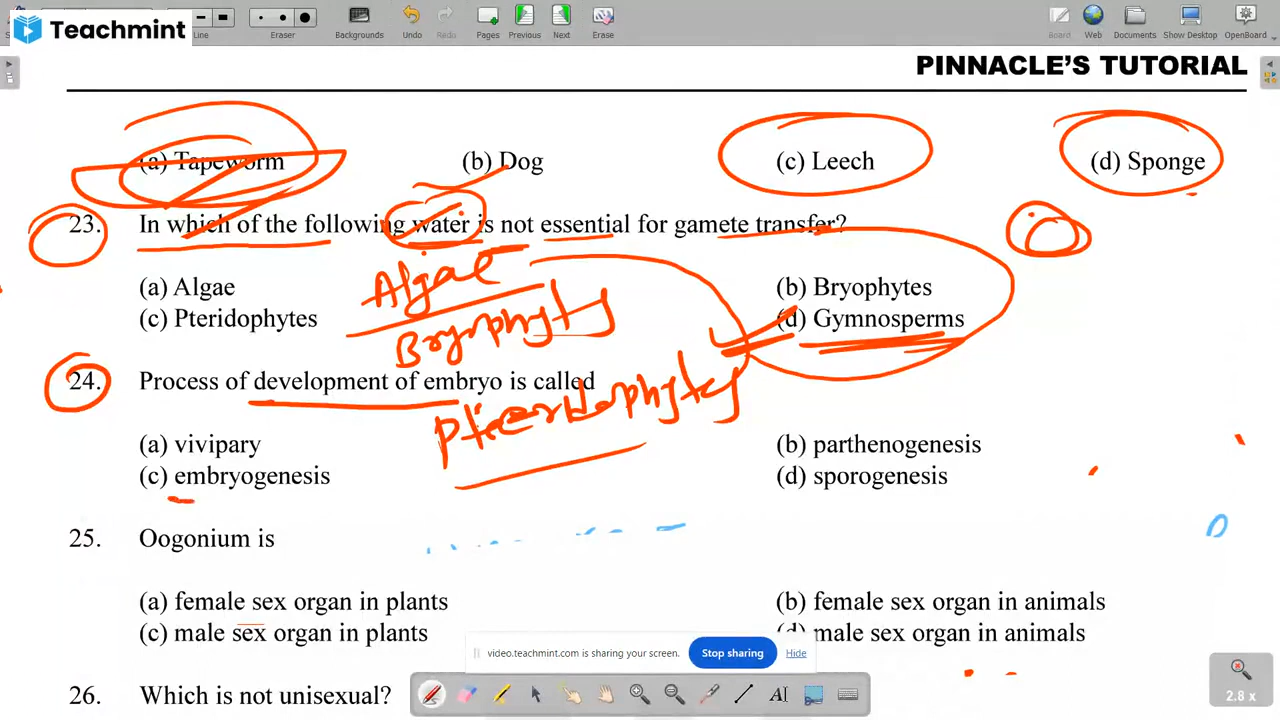 Teachmint
Line
Eraser
Backgrounds
Undo
Redo
Pages
Previous
Next
Erase
Board
Web
Documents
Show Desktop
OpenBoard
PINNACLE'S TUTORIAL
(a) Tapeworm (b) Dog (c) Leech (d) Sponge
23. In which of the following water is not essential for gamete transfer?
Algae
(a) Algae (b) Bryophytes
Bryophyty
(c) Pteridophytes (d) Gymnosperms
24. Process of development of embryo is called
(a) vivipary (b) parthenogenesis
(c) embryogenesis (d) sporogenesis
25. Oogonium is
(a) female sex organ in plants (b) female sex organ in animals
(c) male sex organ in plants (d) male sex organ in animals
video.teachmint.com is sharing your screen. Stop sharing Hide
26. Which is not unisexual?
2.8 x